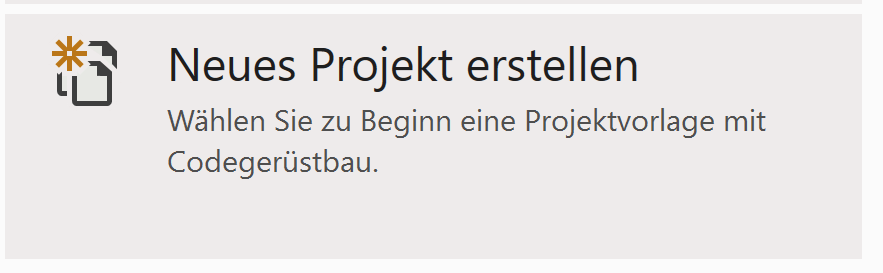 Neues Projekt erstellen
Wählen Sie zu Beginn eine Projektvorlage mit
Codegerüstbau.